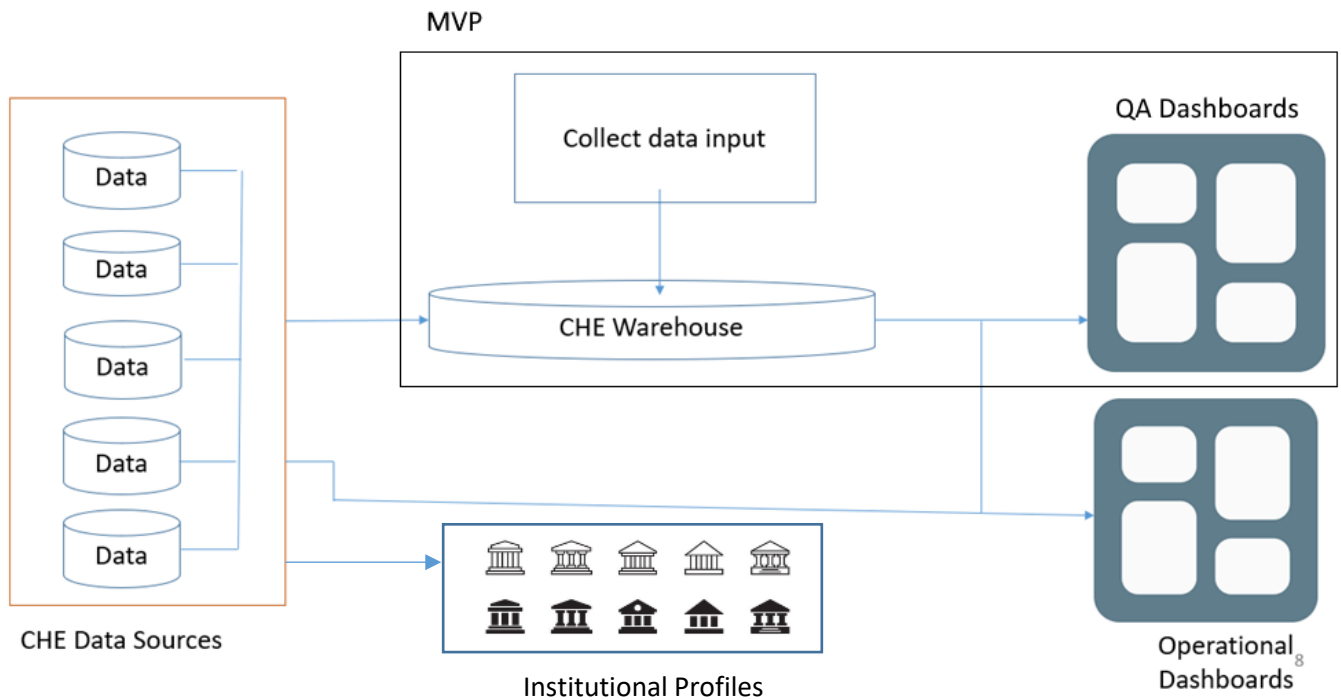 MVP
Collect data input
QA Dashboards
Data
Data
Data
Data
Data
CHE Warehouse
CHE Data Sources
Institutional Profiles
Operational
Dashboards
8